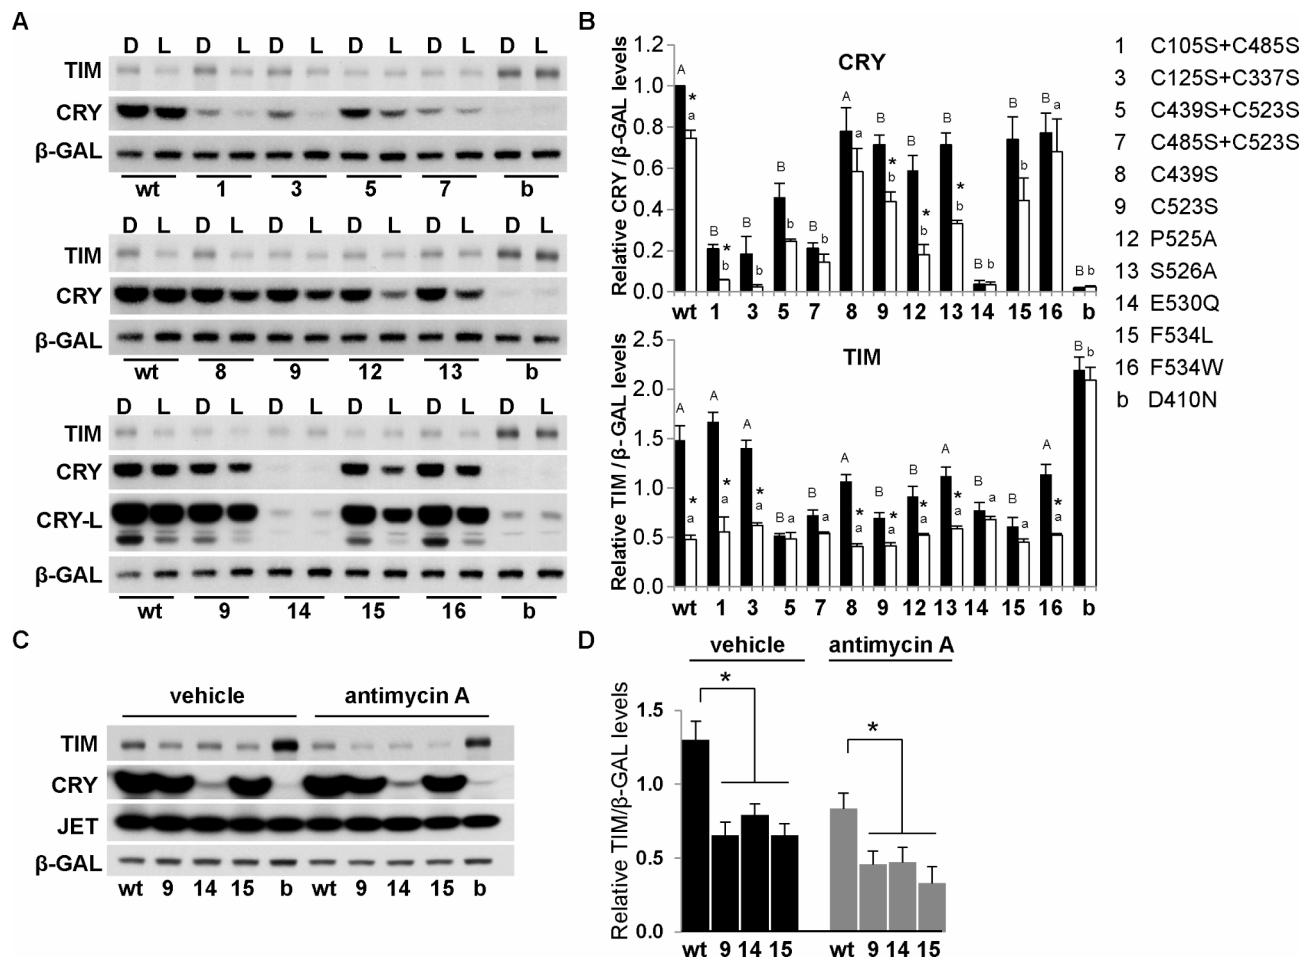 A
D L D L D L D L D L D L
TIM
CRY
β-GAL
wt 1 3 5 7 b
D L D L D L D L D L D L
TIM
CRY
β-GAL
wt 8 9 12 13 b
D L D L D L D L D L D L
TIM
CRY
CRY-L
β-GAL
wt 9 14 15 16 b
B
CRY
Relative CRY /β-GAL levels
1.2
1.0
0.8
0.6
0.4
0.2
0.0
A * a B * b B b B b B b A a B * b B * b B * b B b B b B a B b
wt 1 3 5 7 8 9 12 13 14 15 16 b
TIM
Relative TIM /β- GAL levels
2.5
2.0
1.5
1.0
0.5
0.0
A * a A * a A * a B a B a A * a B * a B * a A * a B a B a A * a B b
wt 1 3 5 7 8 9 12 13 14 15 16 b
1 C105S+C485S
3 C125S+C337S
5 C439S+C523S
7 C485S+C523S
8 C439S
9 C523S
12 P525A
13 S526A
14 E530Q
15 F534L
16 F534W
b D410N
C
vehicle antimycin A
TIM
CRY
JET
β-GAL
wt 9 14 15 b wt 9 14 15 b
D
vehicle antimycin A
Relative TIM/β-GAL levels
1.5
1.0
0.5
0.0
* *
wt 9 14 15 wt 9 14 15